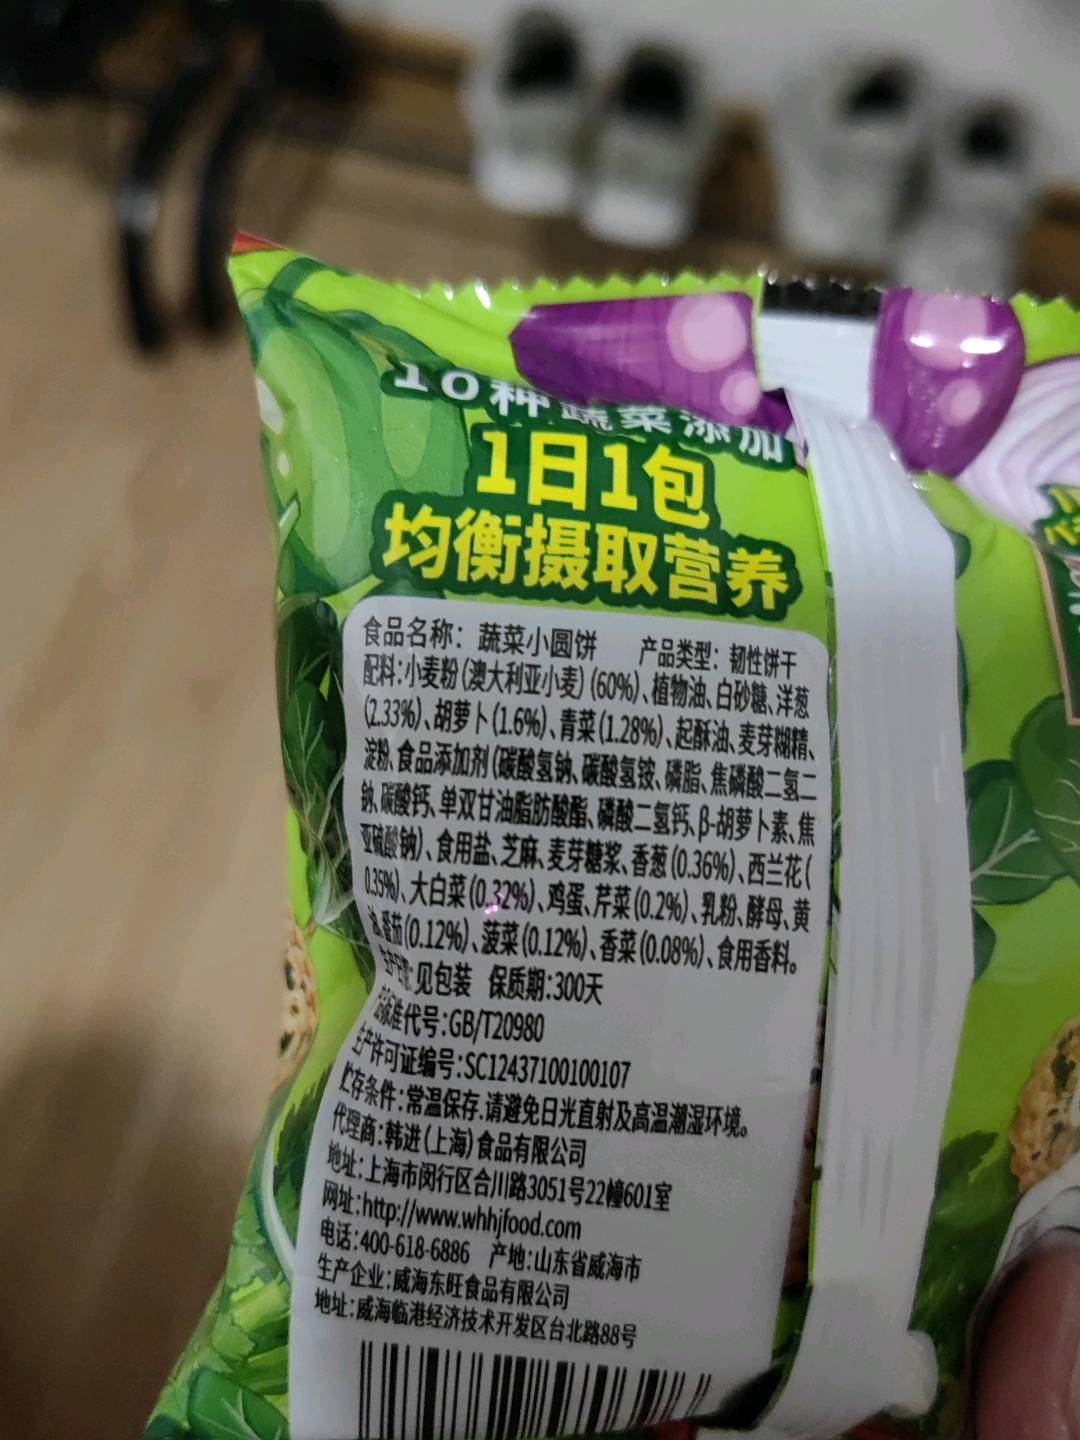 10种蔬菜添加
1日1包
均衡摄取营养
食品名称：蔬菜小圆饼 产品类型：韧性饼干
配料:小麦粉(澳大利亚小麦)(60%)、植物油、白砂糖、洋葱
(2.33%)、胡萝卜(1.6%)、青菜(1.28%)、起酥油、麦芽糊精、
淀粉、食品添加剂(碳酸氢钠、碳酸氢铵、磷脂、焦磷酸二氢二
钠、碳酸钙、单双甘油脂肪酸酯、磷酸二氢钙、β-胡萝卜素、焦
亚硫酸钠)、食用盐、芝麻、麦芽糖浆、香葱(0.36%)、西兰花(
0.35%)、大白菜(0.32%)、鸡蛋、芹菜(0.2%)、乳粉、酵母、黄
油、番茄(0.12%)、菠菜(0.12%)、香菜(0.08%)、食用香料。
生产日期:见包装 保质期:300天
标准代号:GB/T20980
生产许可证编号:SC12437100100107
贮存条件:常温保存.请避免日光直射及高温潮湿环境。
代理商:韩进(上海)食品有限公司
地址:上海市闵行区合川路3051号22幢601室
网址:http://www.whhjfood.com
电话:400-618-6886 产地:山东省威海市
生产企业:威海东旺食品有限公司
地址:威海临港经济技术开发区台北路88号